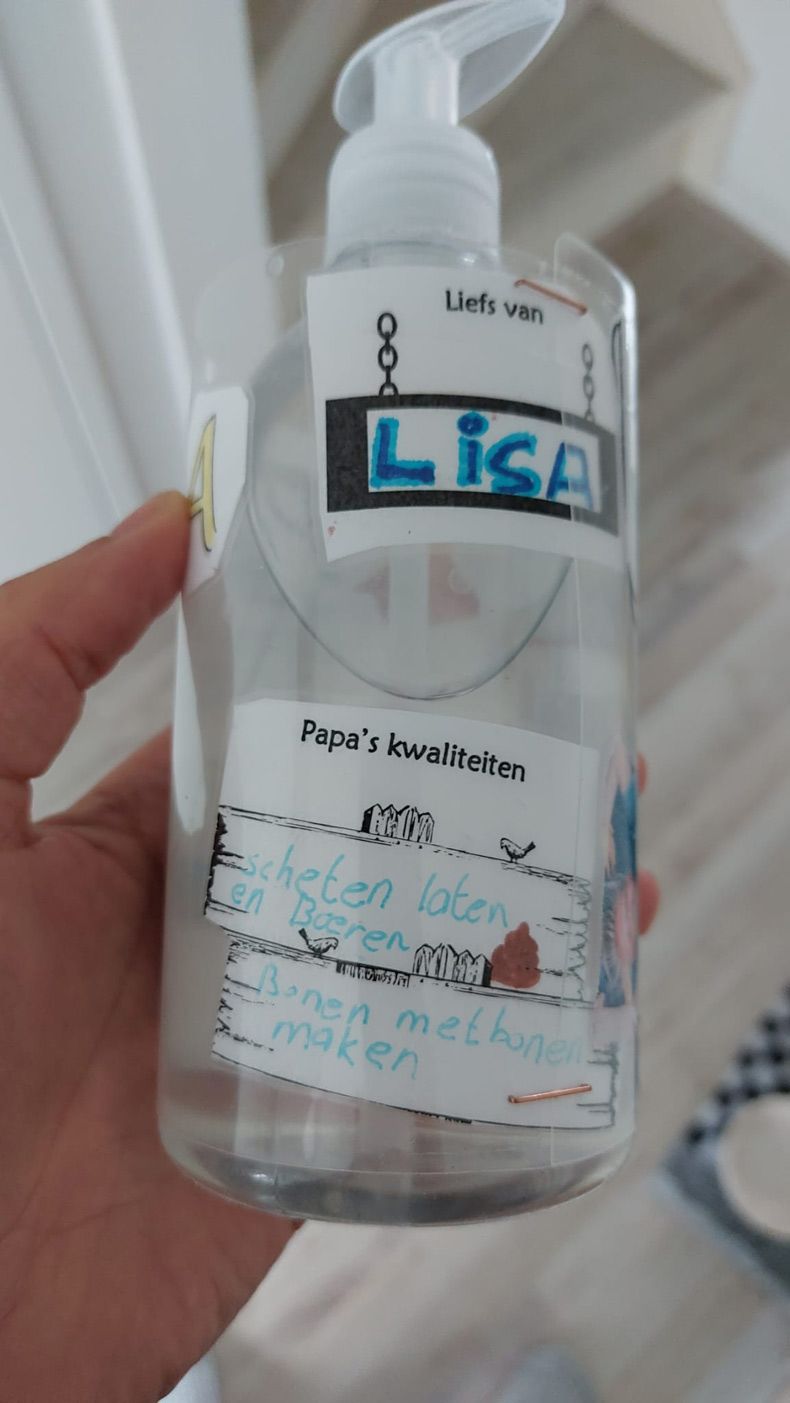 Liefs van
LiSA
A
Papa's kwaliteiten
scheten laten
en Boeren
Bonen met bonen
maken